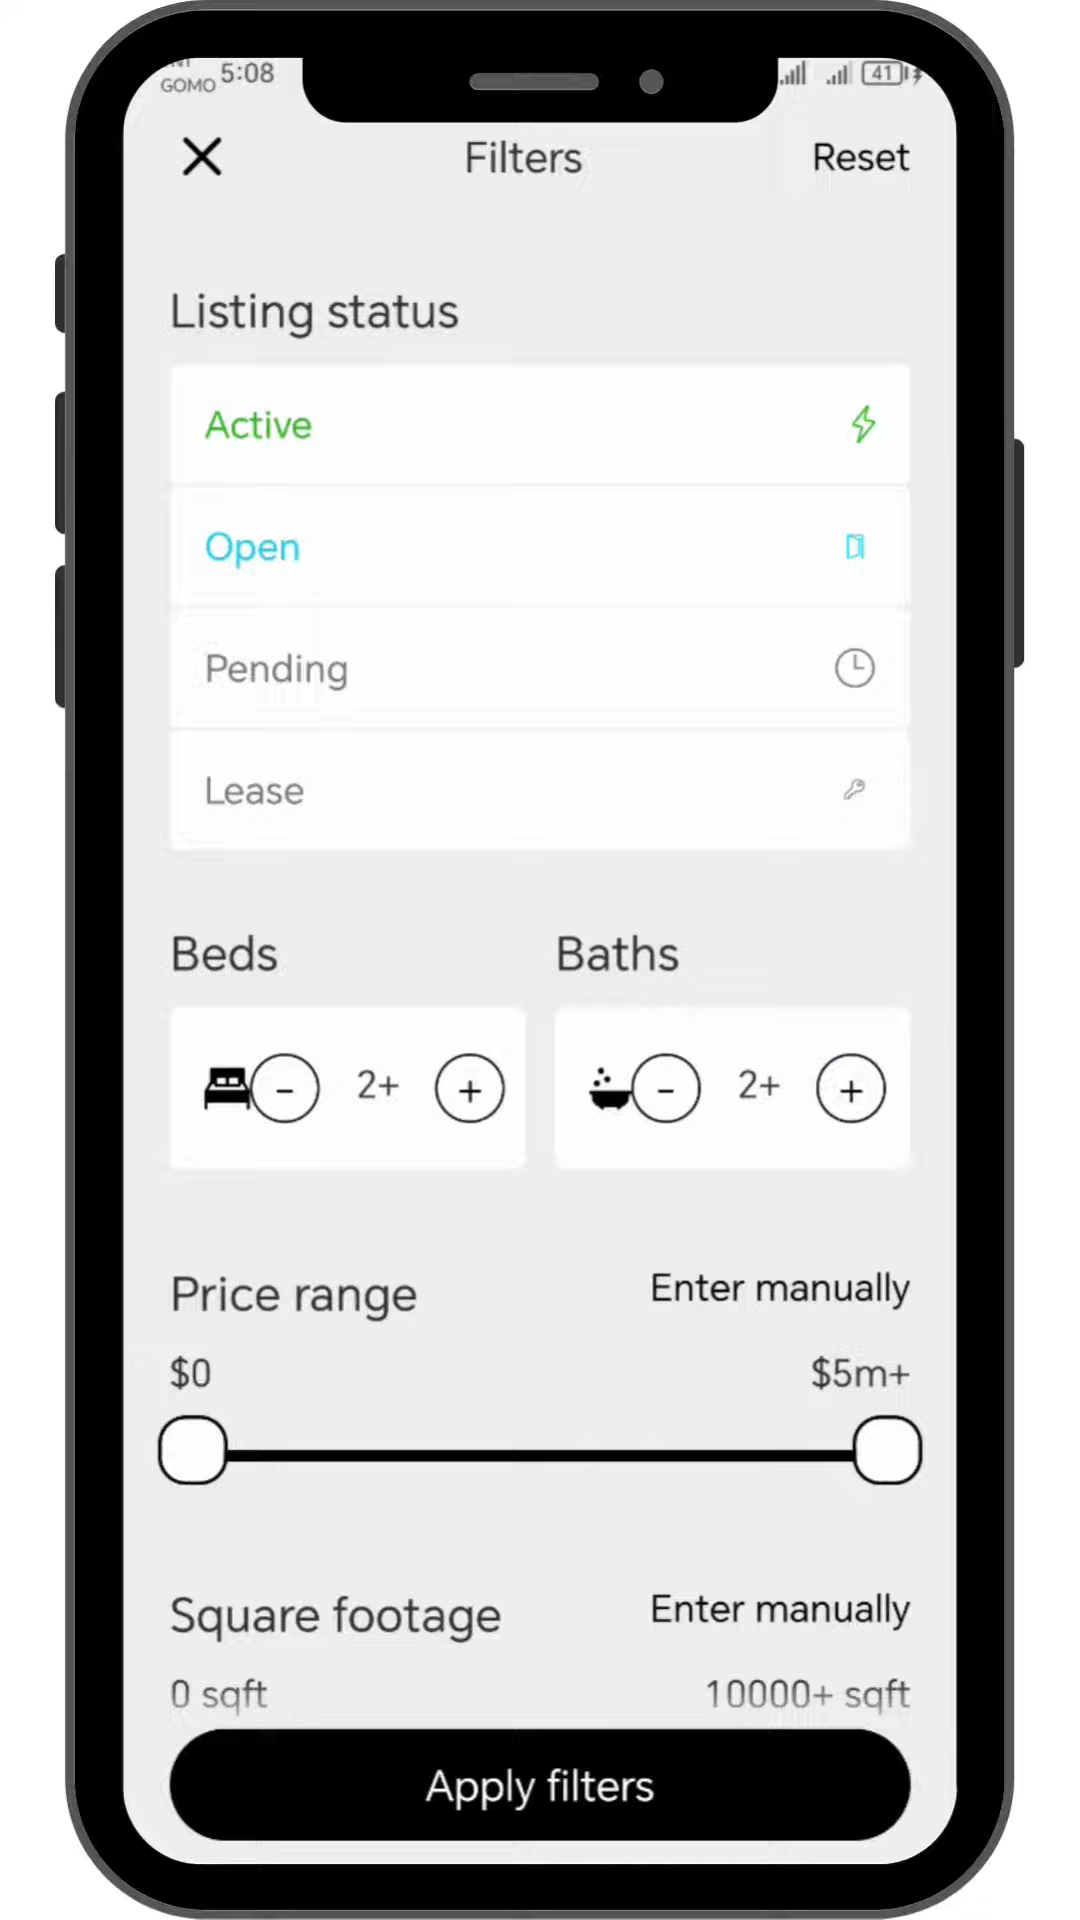 GOMO 5:08 41
Filters Reset
Listing status
Active
Open
Pending
Lease
Beds Baths
- 2+ + - 2+ +
Price range Enter manually
$0 $5m+
Square footage Enter manually
0 sqft 10000+ sqft
Apply filters